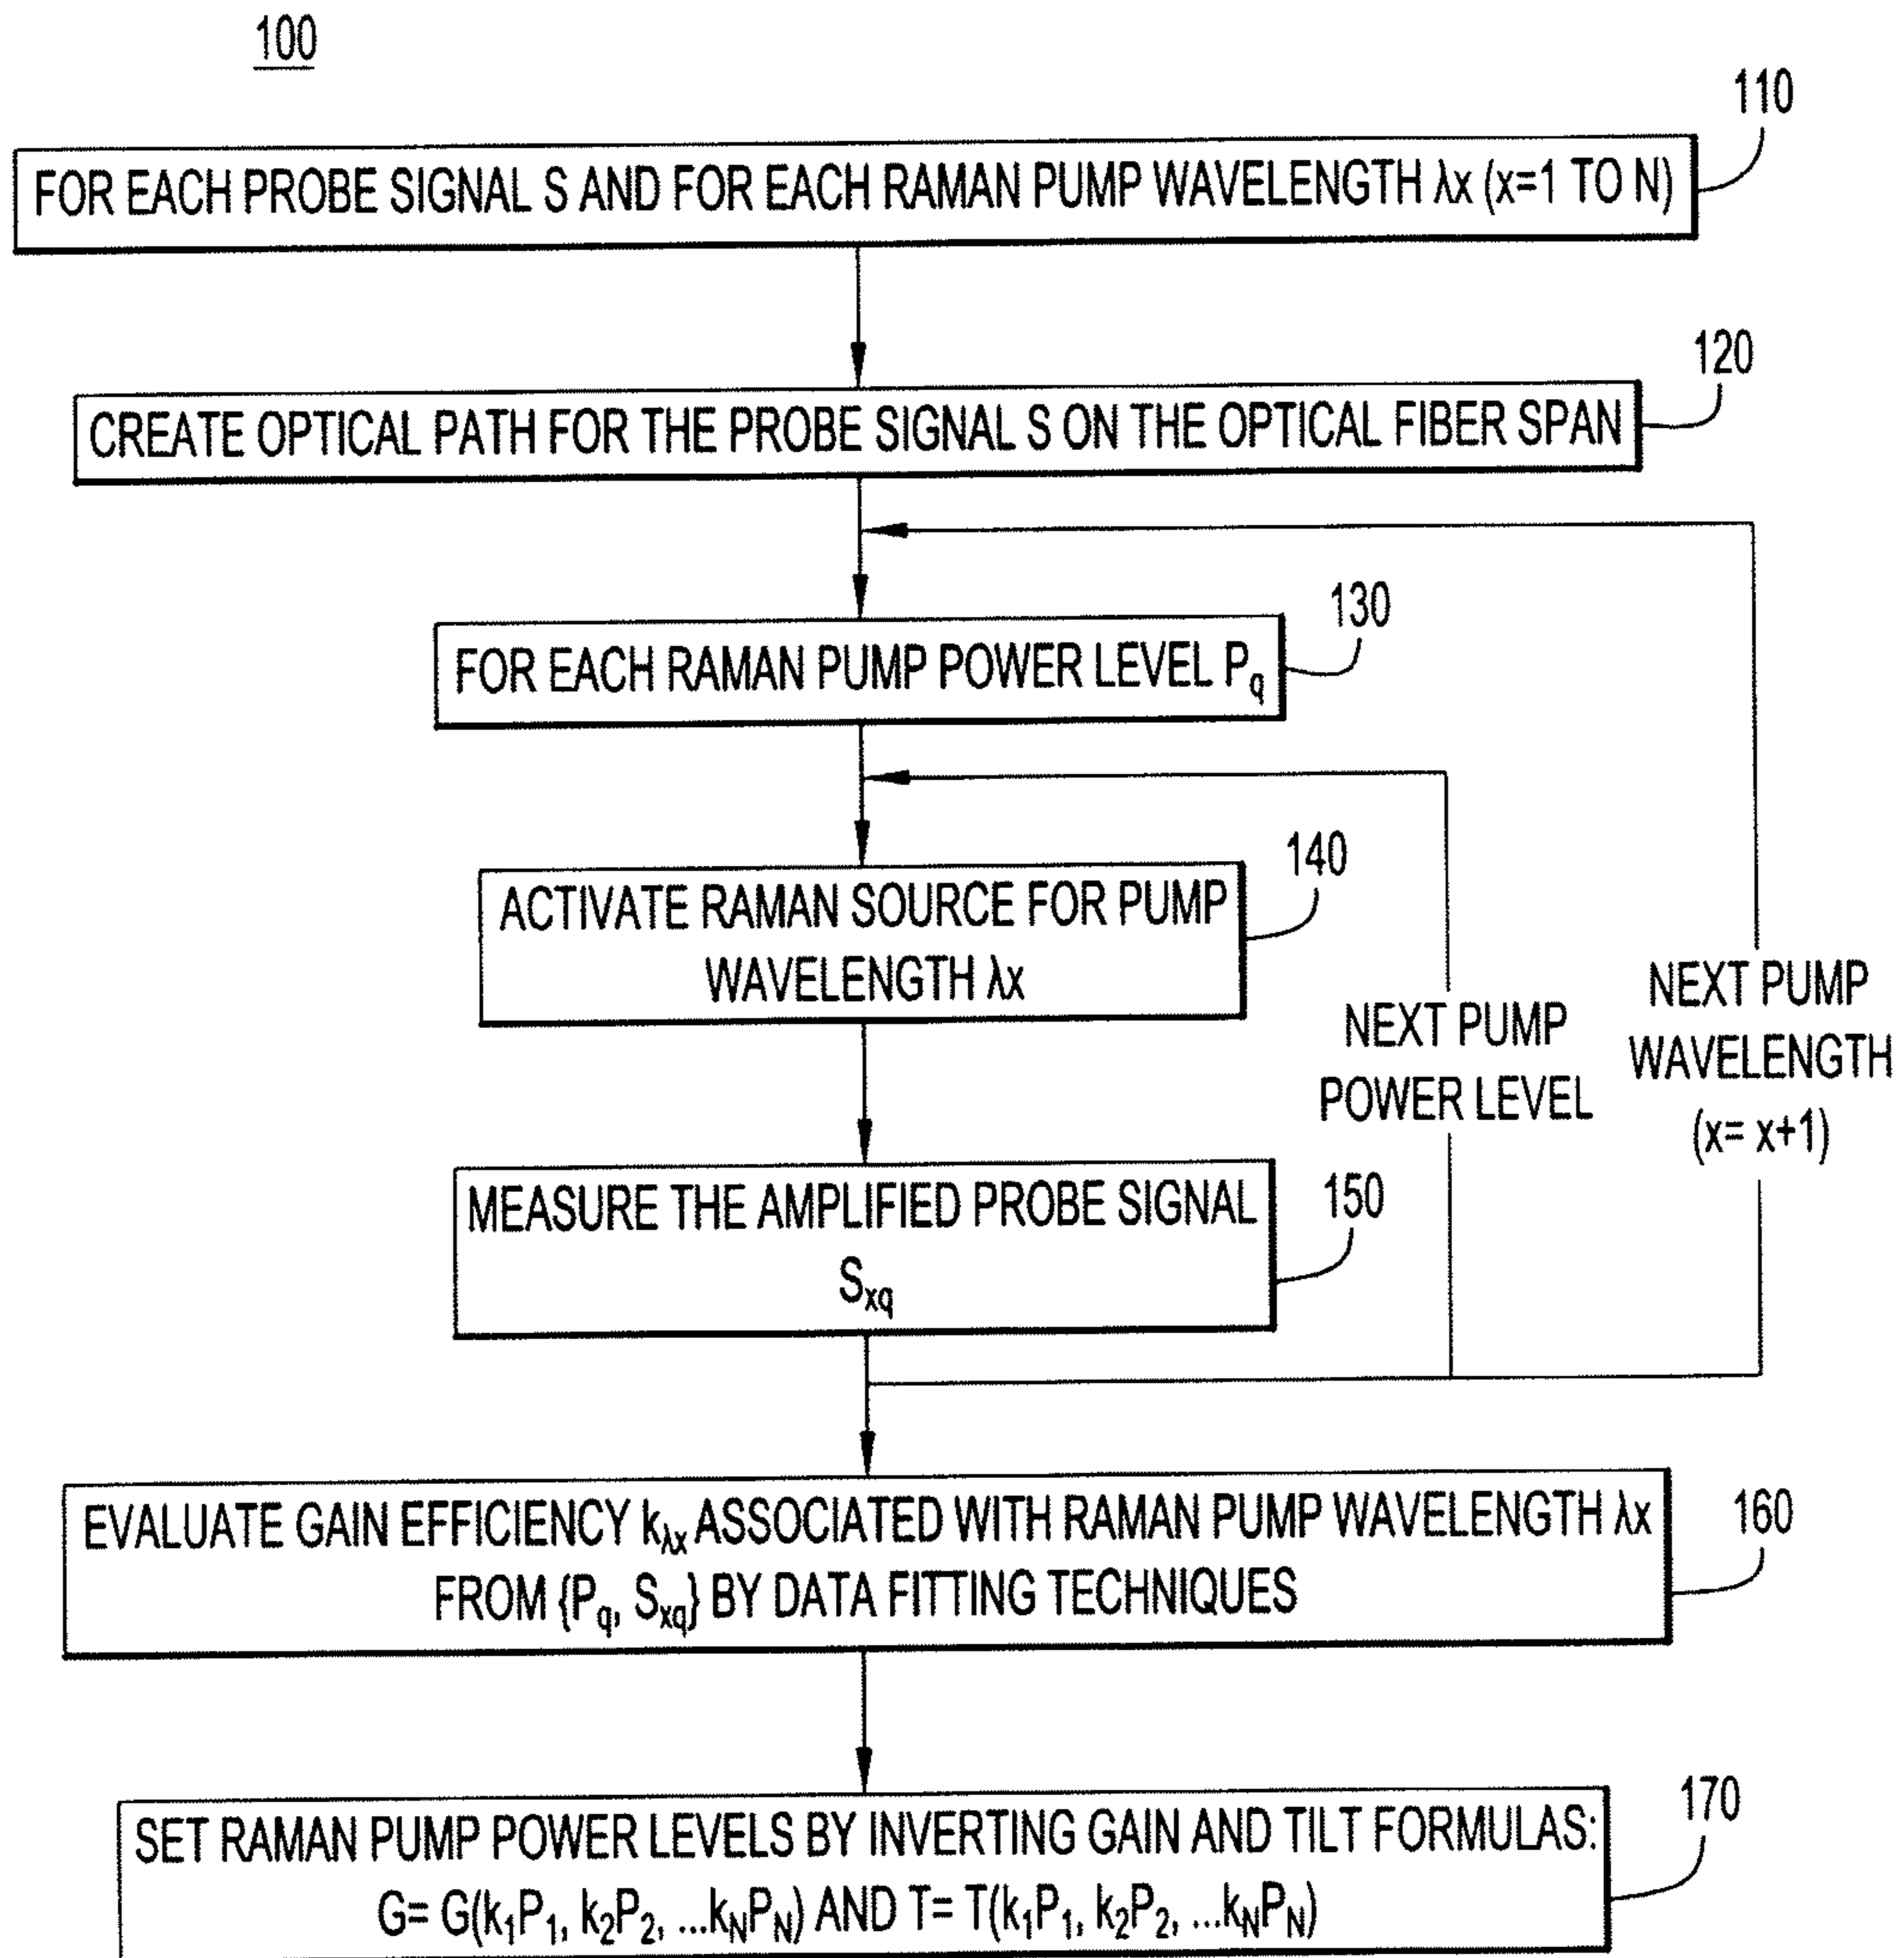 100
110
FOR EACH PROBE SIGNAL S AND FOR EACH RAMAN PUMP WAVELENGTH λx (x=1 TO N)
120
CREATE OPTICAL PATH FOR THE PROBE SIGNAL S ON THE OPTICAL FIBER SPAN
130
FOR EACH RAMAN PUMP POWER LEVEL Pq
140
ACTIVATE RAMAN SOURCE FOR PUMP
WAVELENGTH λx
NEXT PUMP
POWER LEVEL
NEXT PUMP
WAVELENGTH
(x= x+1)
150
MEASURE THE AMPLIFIED PROBE SIGNAL
Sxq
160
EVALUATE GAIN EFFICIENCY kλx ASSOCIATED WITH RAMAN PUMP WAVELENGTH λx
FROM {Pq, Sxq} BY DATA FITTING TECHNIQUES
170
SET RAMAN PUMP POWER LEVELS BY INVERTING GAIN AND TILT FORMULAS:
G= G(k1P1, k2P2, ...kNPN) AND T= T(k1P1, k2P2, ...kNPN)